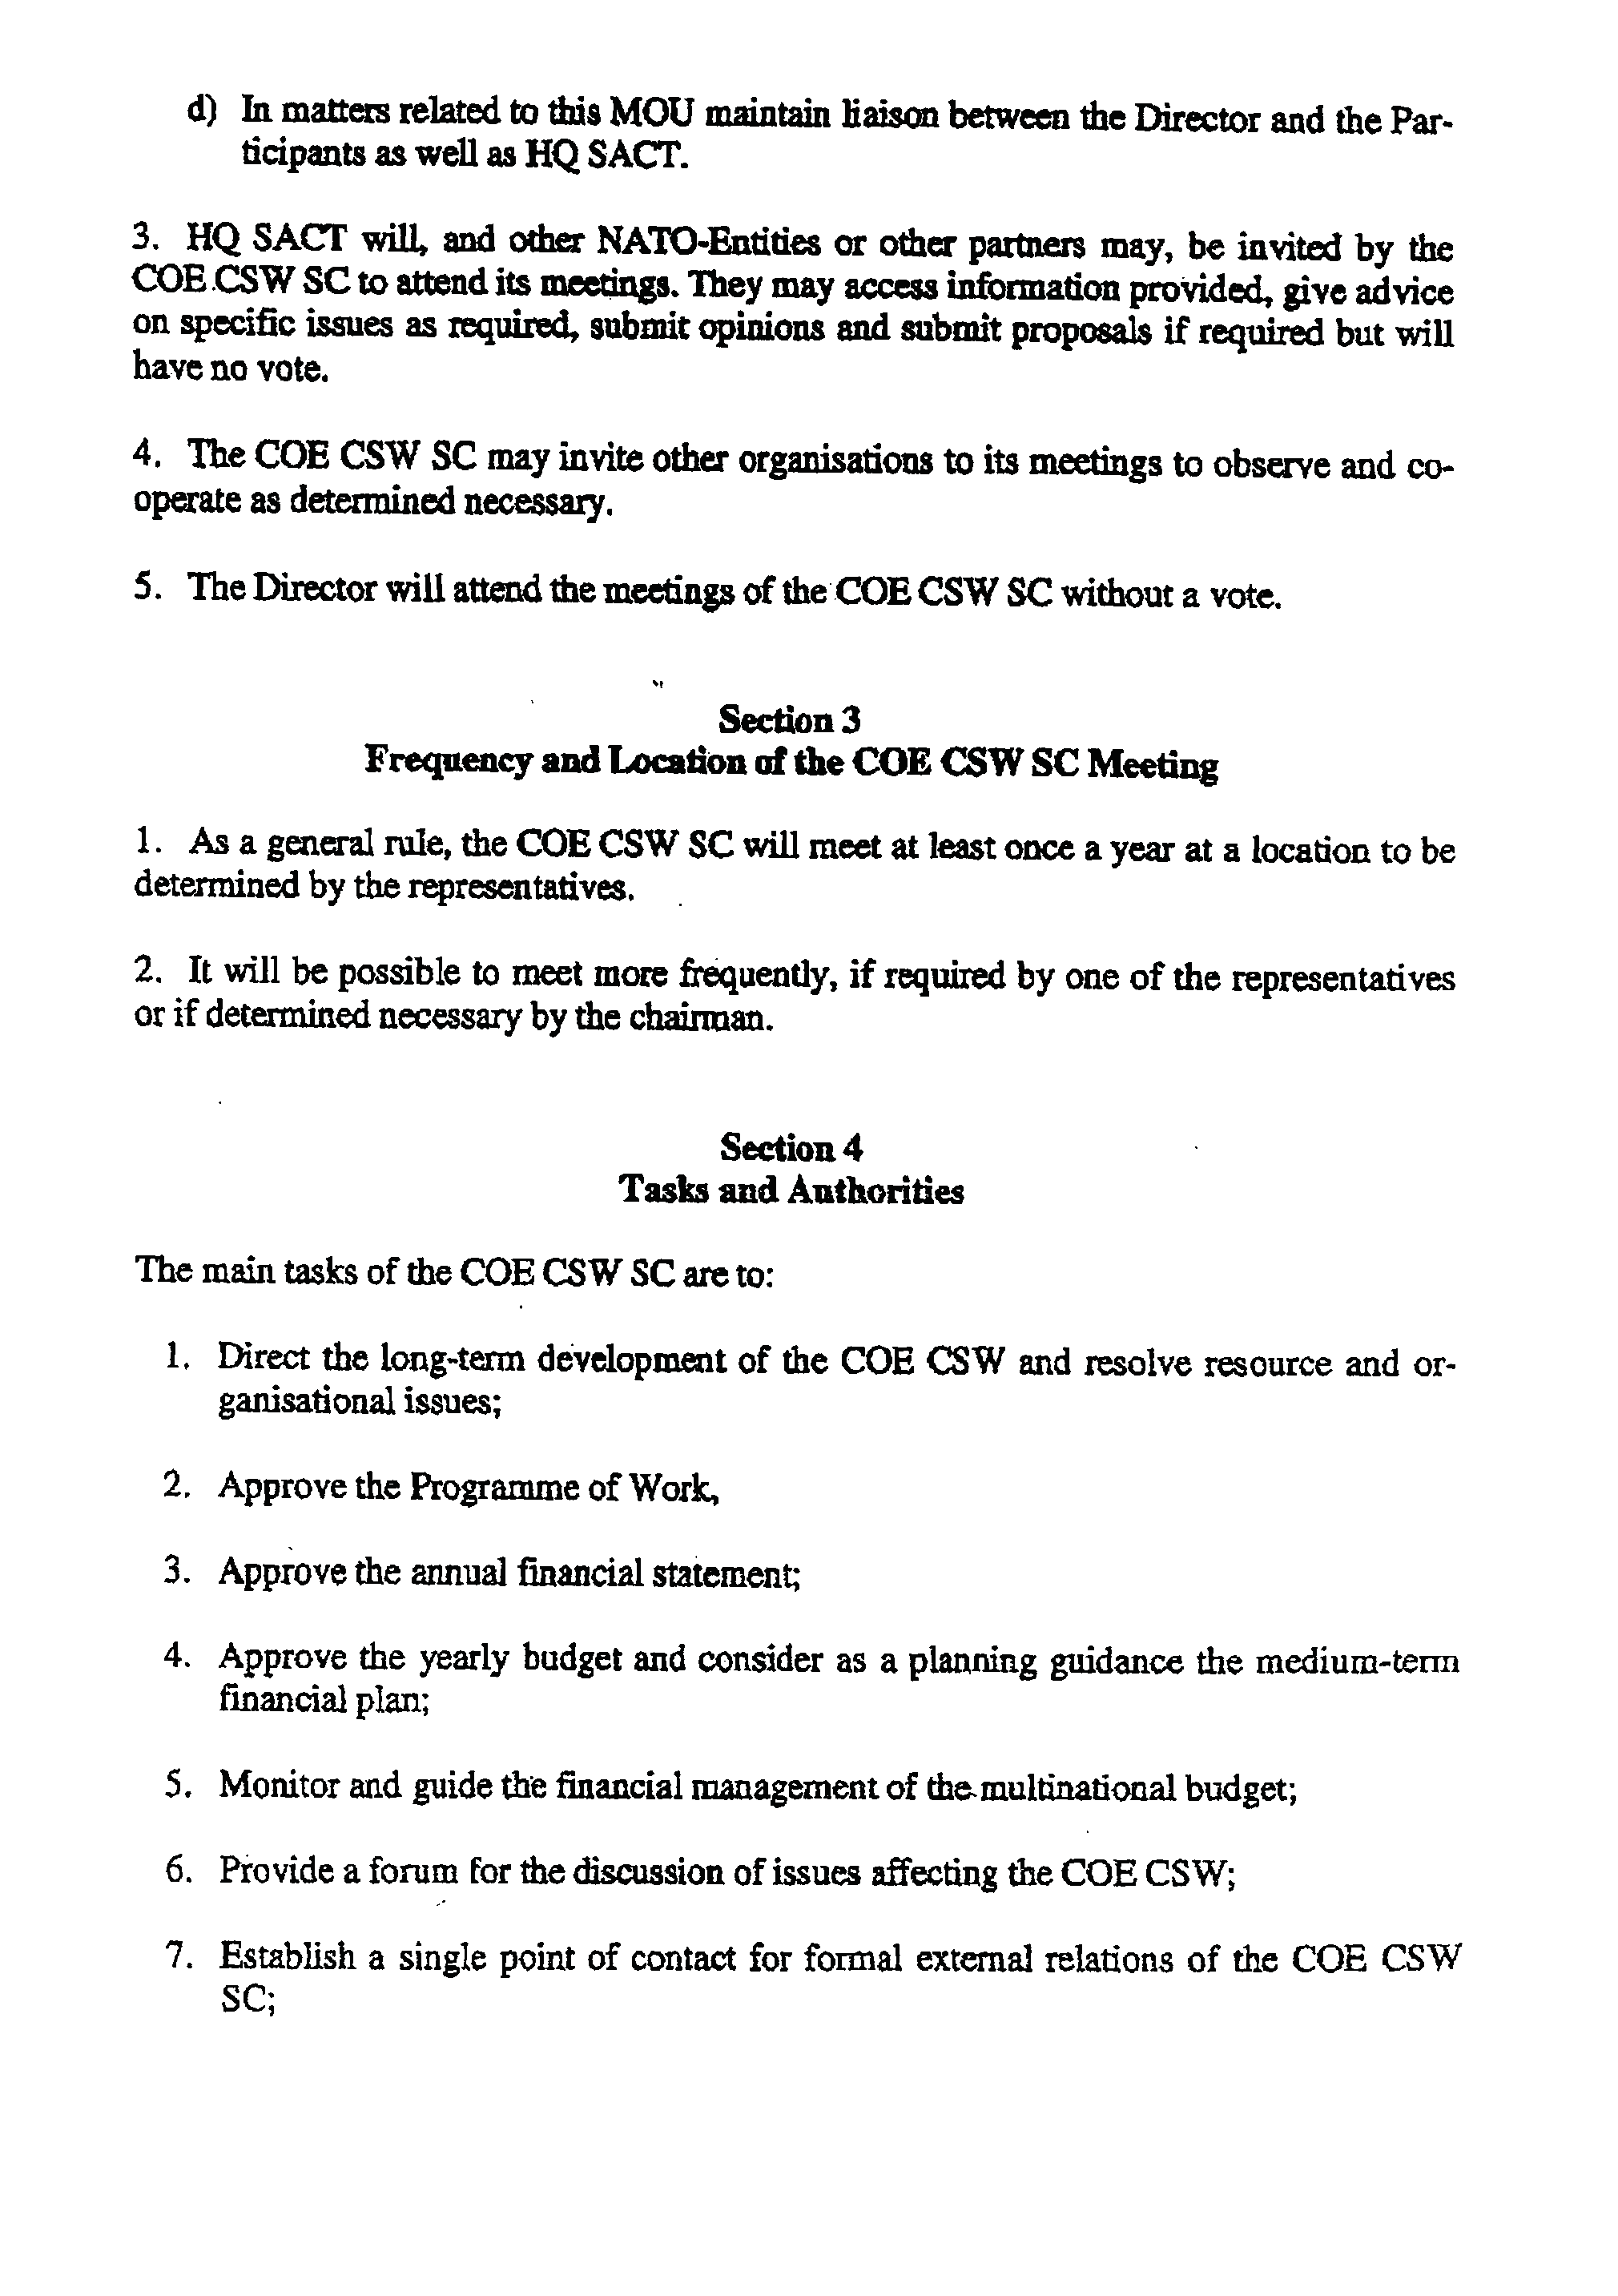 d) In matters related to this MOU maintain liaison between the Director and the Par-
ticipants as well as HQ SACT.
3. HQ SACT will, and other NATO-Entities or other partners may, be invited by the
COE CSW SC to attend its meetings. They may access information provided, give advice
on specific issues as required, submit opinions and submit proposals if required but will
have no vote.
4. The COE CSW SC may invite other organisations to its meetings to observe and co-
operate as determined necessary.
5. The Director will attend the meetings of the COE CSW SC without a vote.
Section 3
Frequency and Location of the COE CSW SC Meeting
1. As a general rule, the COE CSW SC will meet at least once a year at a location to be
determined by the representatives.
2. It will be possible to meet more frequently, if required by one of the representatives
or if determined necessary by the chairman.
Section 4
Tasks and Authorities
The main tasks of the COE CSW SC are to:
1. Direct the long-term development of the COE CSW and resolve resource and or-
ganisational issues;
2. Approve the Programme of Work,
3. Approve the annual financial statement;
4. Approve the yearly budget and consider as a planning guidance the medium-term
financial plan;
5. Monitor and guide the financial management of the multinational budget;
6. Provide a forum for the discussion of issues affecting the COE CSW;
7. Establish a single point of contact for formal external relations of the COE CSW
SC;